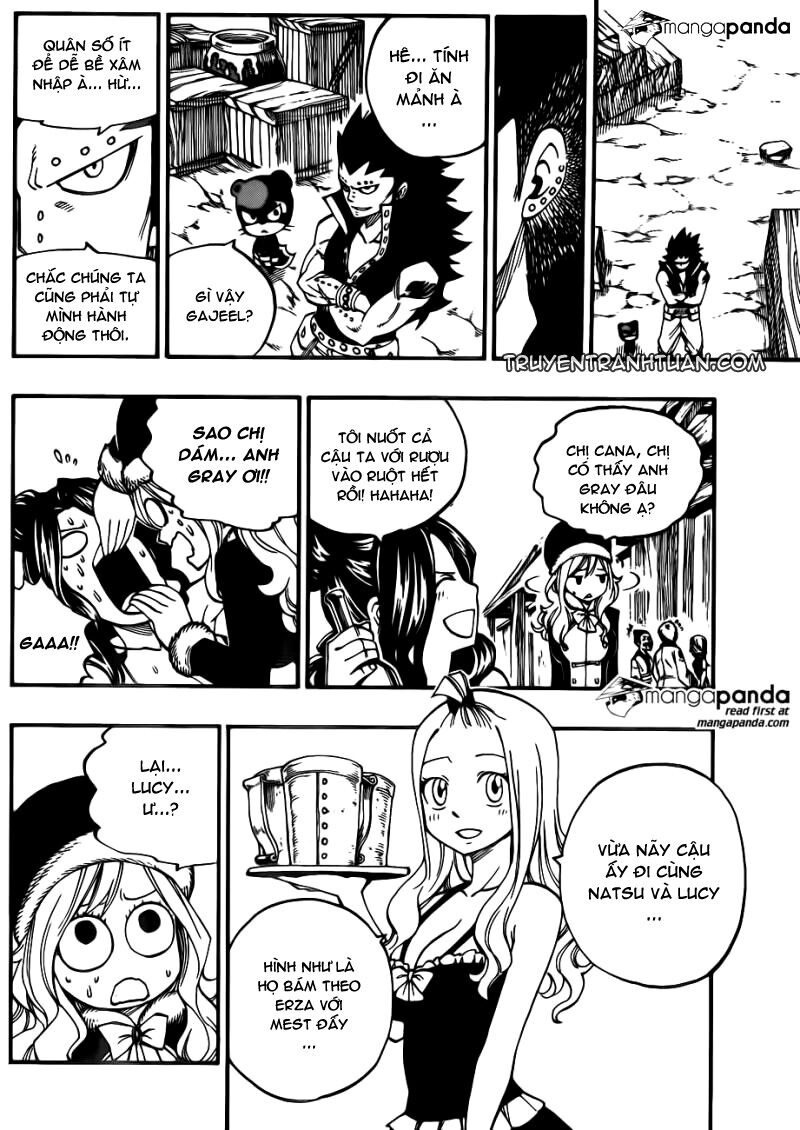 mangapanda
HÊ... TÍNH
ĐI ĂN
MẢNH À
...
GÌ VẬY
GAJEEL?
QUÂN SỐ ÍT
ĐỂ DỄ BỀ XÂM
NHẬP À... HỪ...
CHẮC CHÚNG TA
CŨNG PHẢI TỰ
MÌNH HÀNH
ĐỘNG THÔI.
TRUYENTRANHTUAN.COM
CHỊ CANA, CHỊ
CÓ THẤY ANH
GRAY ĐÂU
KHÔNG Ạ?
TÔI NUỐT CẢ
CẬU TA VỚI RƯỢU
VÀO RUỘT HẾT
RỒI! HAHAHA!
SAO CHỊ
DÁM... ANH
GRAY ƠI!!
GAAA!!
mangapanda
read first at
mangapanda.com
VỪA NÃY CẬU
ẤY ĐI CÙNG
NATSU VÀ LUCY
...
HÌNH NHƯ LÀ
HỌ BÁM THEO
ERZA VỚI
MEST ĐẤY
...
LẠI...
LUCY...
Ư...?